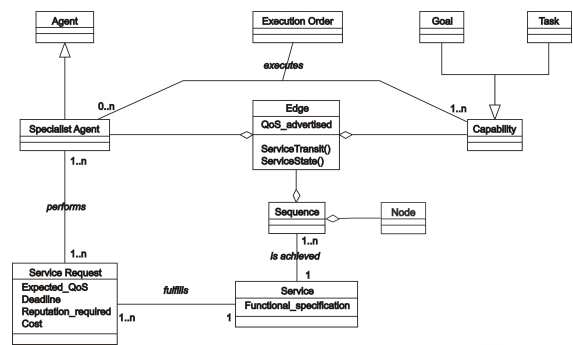 Agent
Execution Order
Goal
Task
executes
0..n
1..n
Edge
QoS_advertised
ServiceTransit()
ServiceState()
Specialist Agent
Capability
1..n
performs
Sequence
Node
1..n
is achieved
1..n
1
Service Request
Expected_QoS
Deadline
Reputation_required
Cost
fulfills
1..n
1
Service
Functional_specification